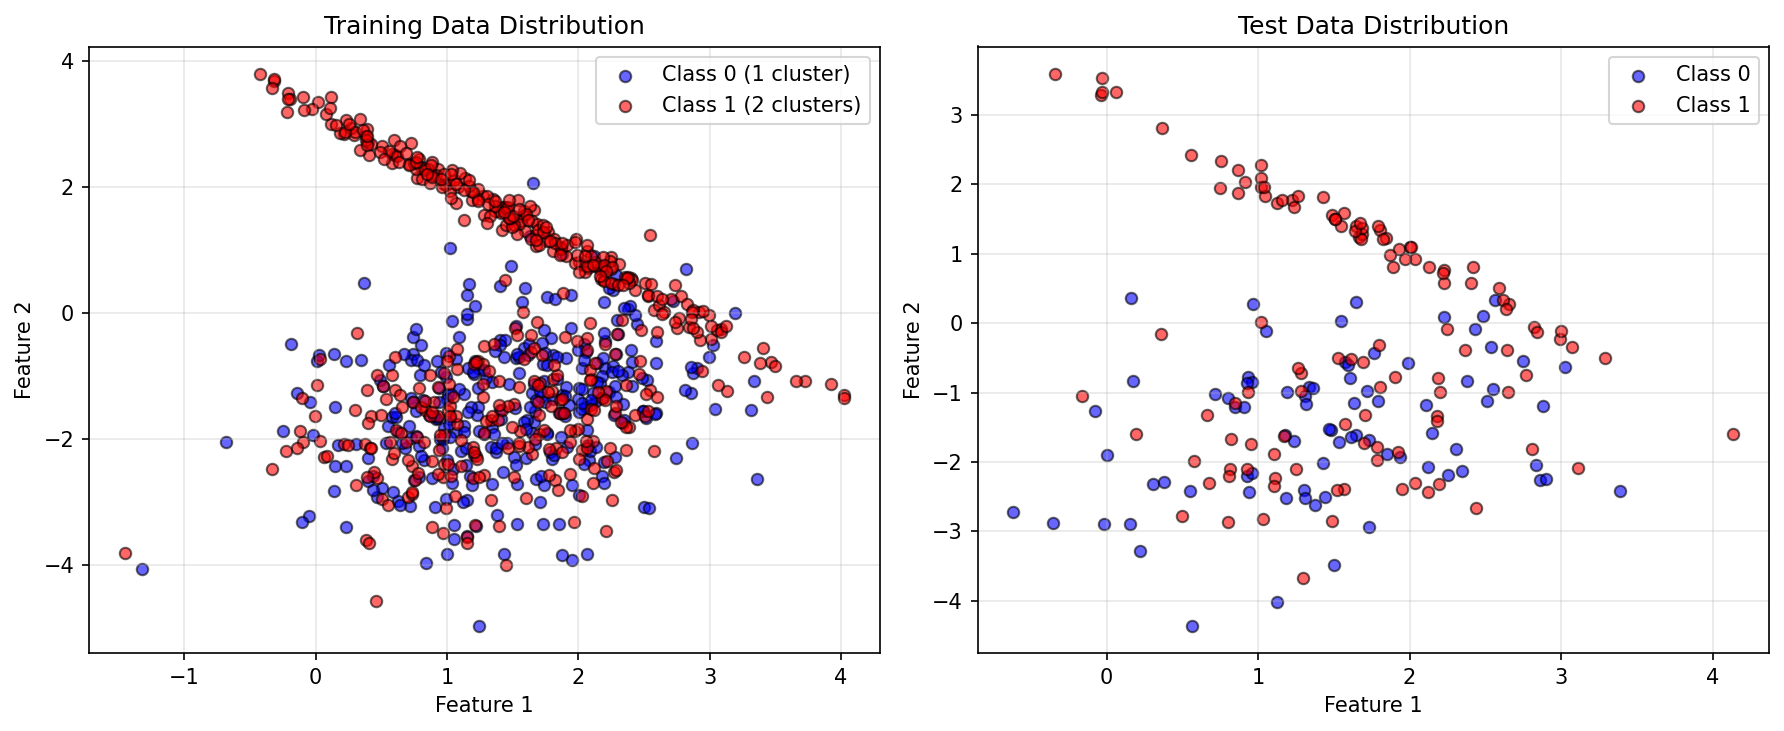 Training Data Distribution
4
2
0
−2
−4
Feature 2
Class 0 (1 cluster)
Class 1 (2 clusters)
−1
0
1
2
3
4
Feature 1
Test Data Distribution
3
2
1
0
−1
−2
−3
−4
Feature 2
Class 0
Class 1
0
1
2
3
4
Feature 1